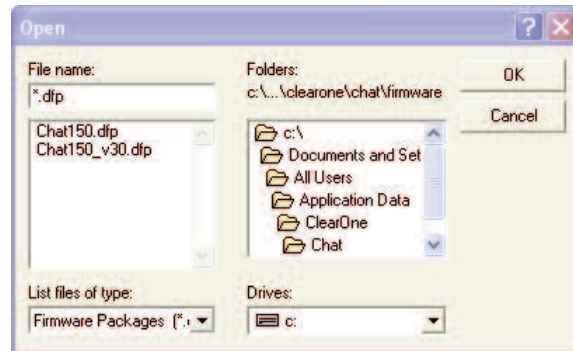 Open
File name:
*.dfp
Chat150.dfp
Chat150_v30.dfp
List files of type:
Firmware Packages (*.
Folders:
c:\...\clearone\chat\firmware
c:\
Documents and Set
All Users
Application Data
ClearOne
Chat
Drives:
c:
OK
Cancel